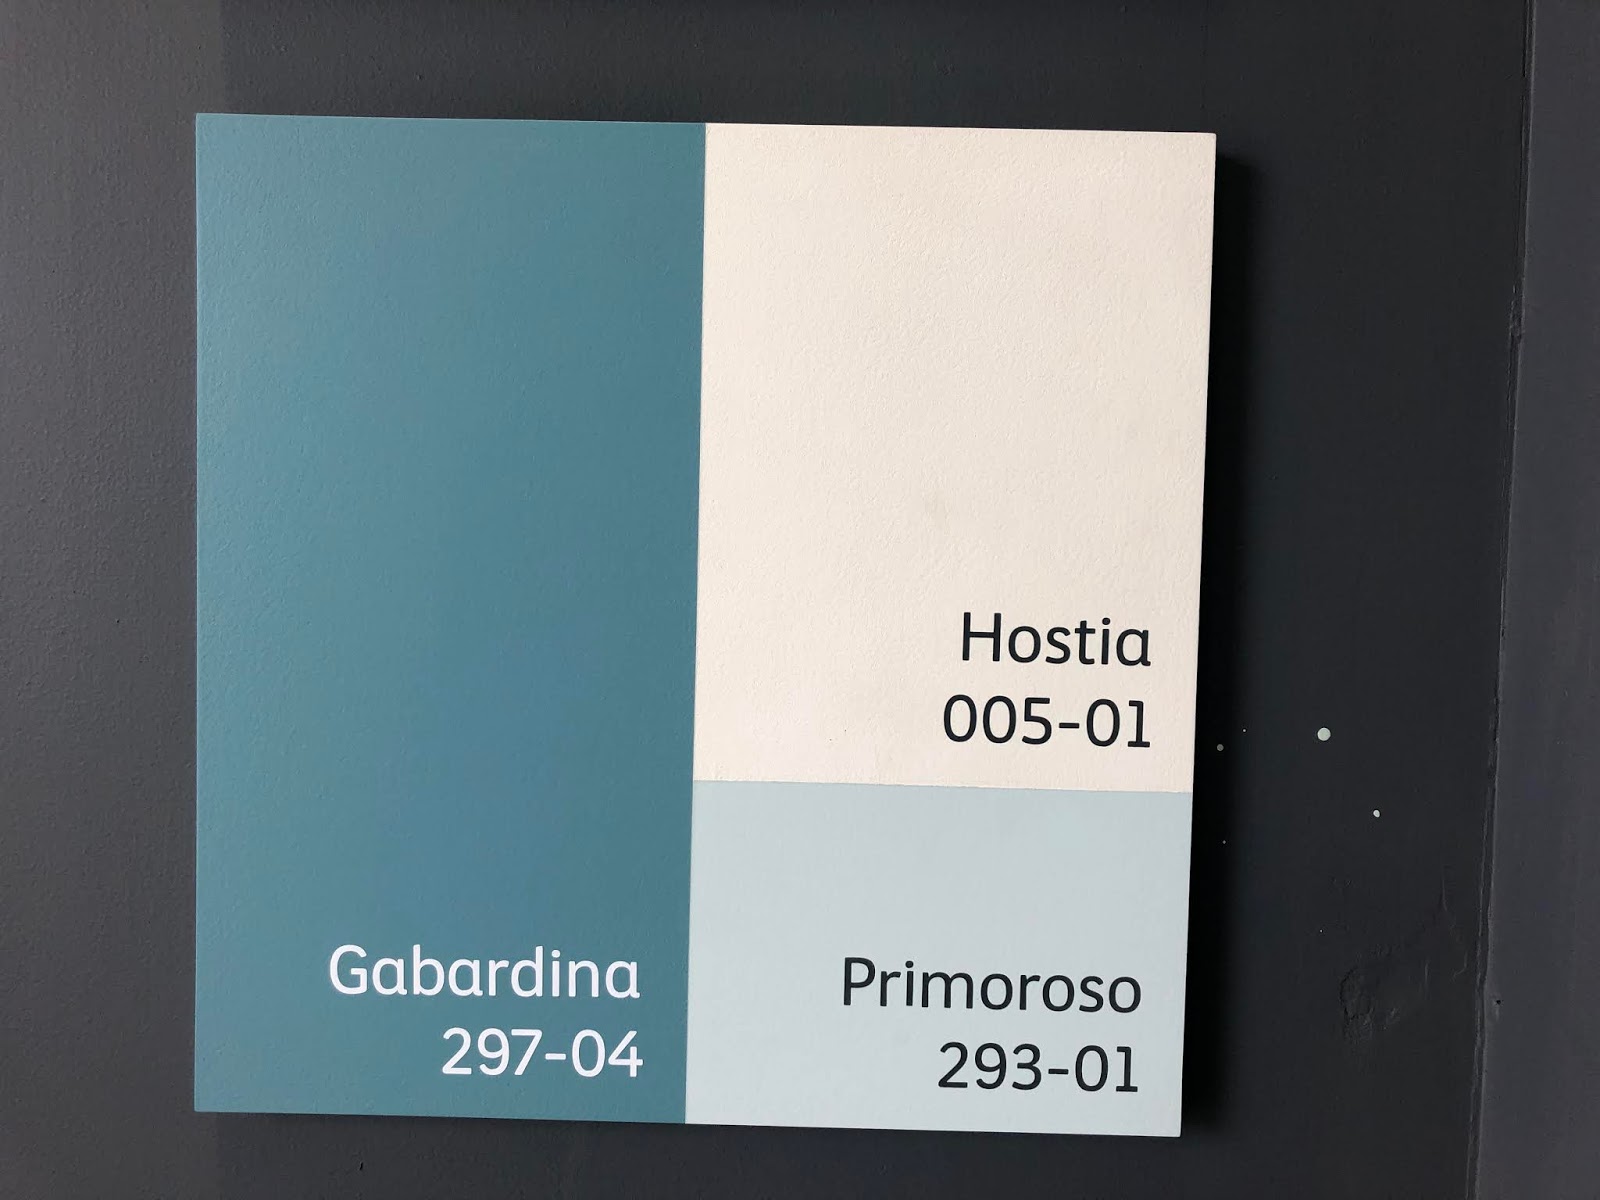 Gabardina
297-04
Hostia
005-01
Primoroso
293-01